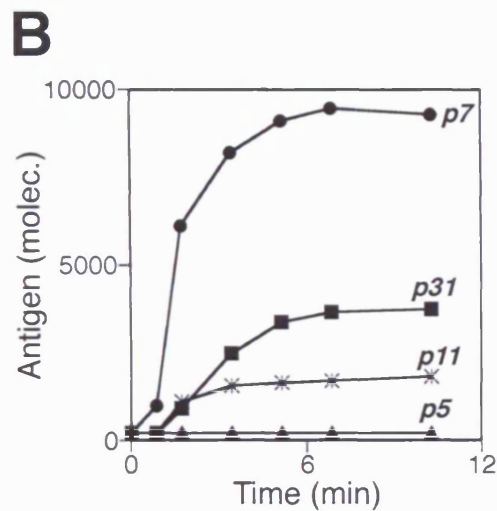 B
10000
p7
Antigen (molec.)
5000
p31
p11
p5
0
0 6 12
Time (min)